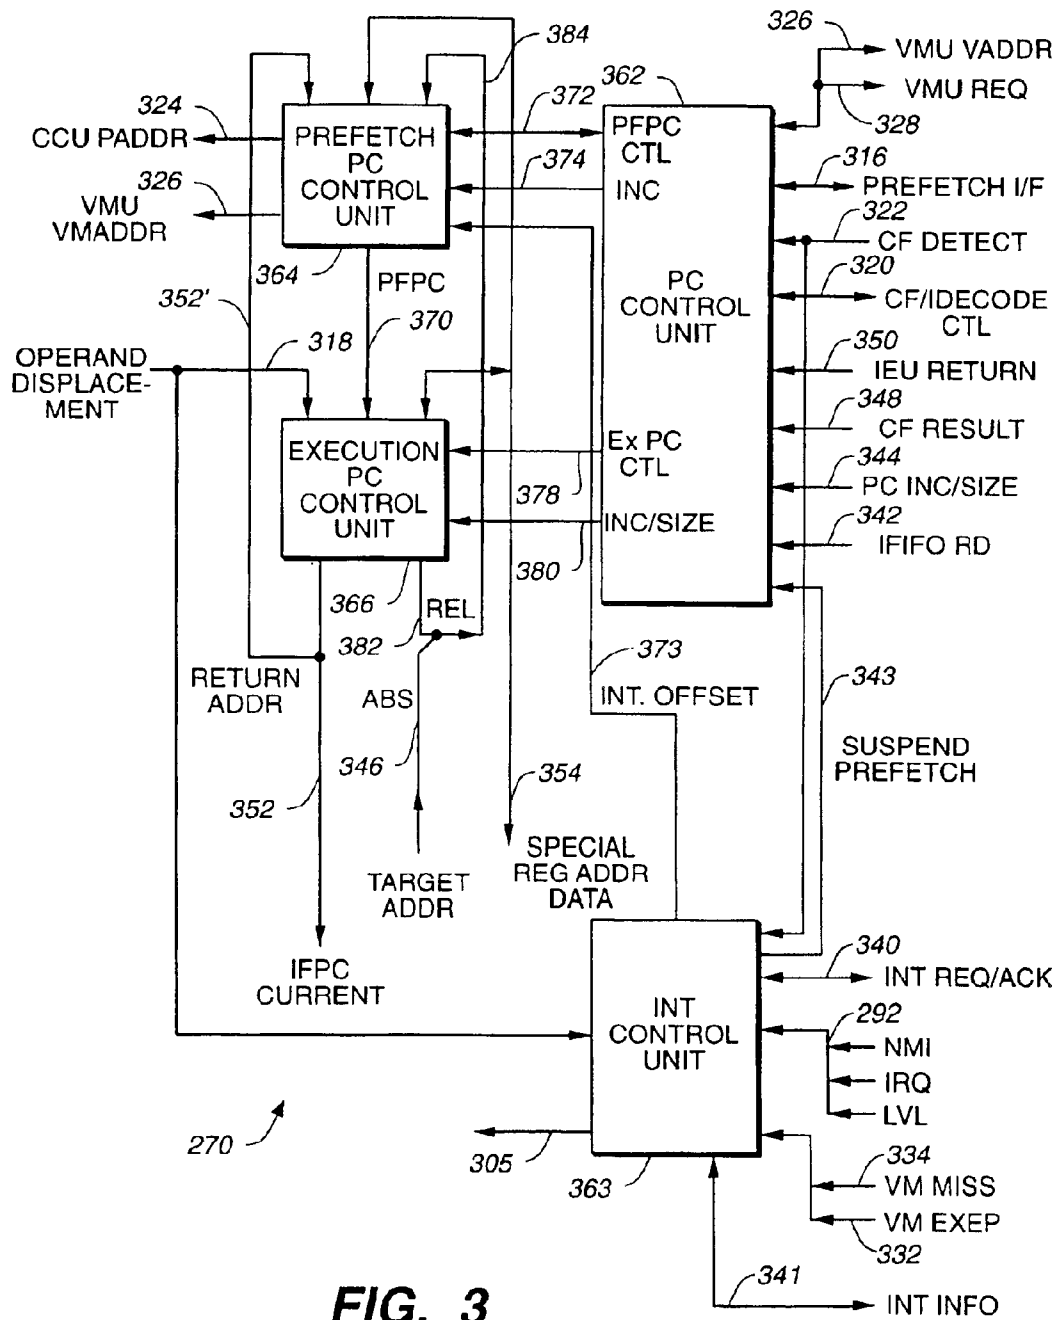 326
VMU VADDR
384
362
VMU REQ
328
324
CCU PADDR
PREFETCH
PC
CONTROL
UNIT
372
PFPC
CTL
374
INC
316
PREFETCH I/F
326
VMU
VMADDR
322
CF DETECT
364
PFPC
352'
370
PC
CONTROL
UNIT
320
CF/IDECODE
CTL
318
OPERAND
DISPLACE-
MENT
350
IEU RETURN
348
CF RESULT
EXECUTION
PC
CONTROL
UNIT
Ex PC
CTL
378
344
PC INC/SIZE
INC/SIZE
342
IFIFO RD
380
366
REL
382
373
343
RETURN
ADDR
ABS
INT. OFFSET
346
SUSPEND
PREFETCH
352
354
SPECIAL
REG ADDR
DATA
TARGET
ADDR
IFPC
CURRENT
340
INT REQ/ACK
INT
CONTROL
UNIT
292
NMI
IRQ
LVL
270
305
363
334
VM MISS
VM EXEP
332
341
INT INFO
FIG. 3